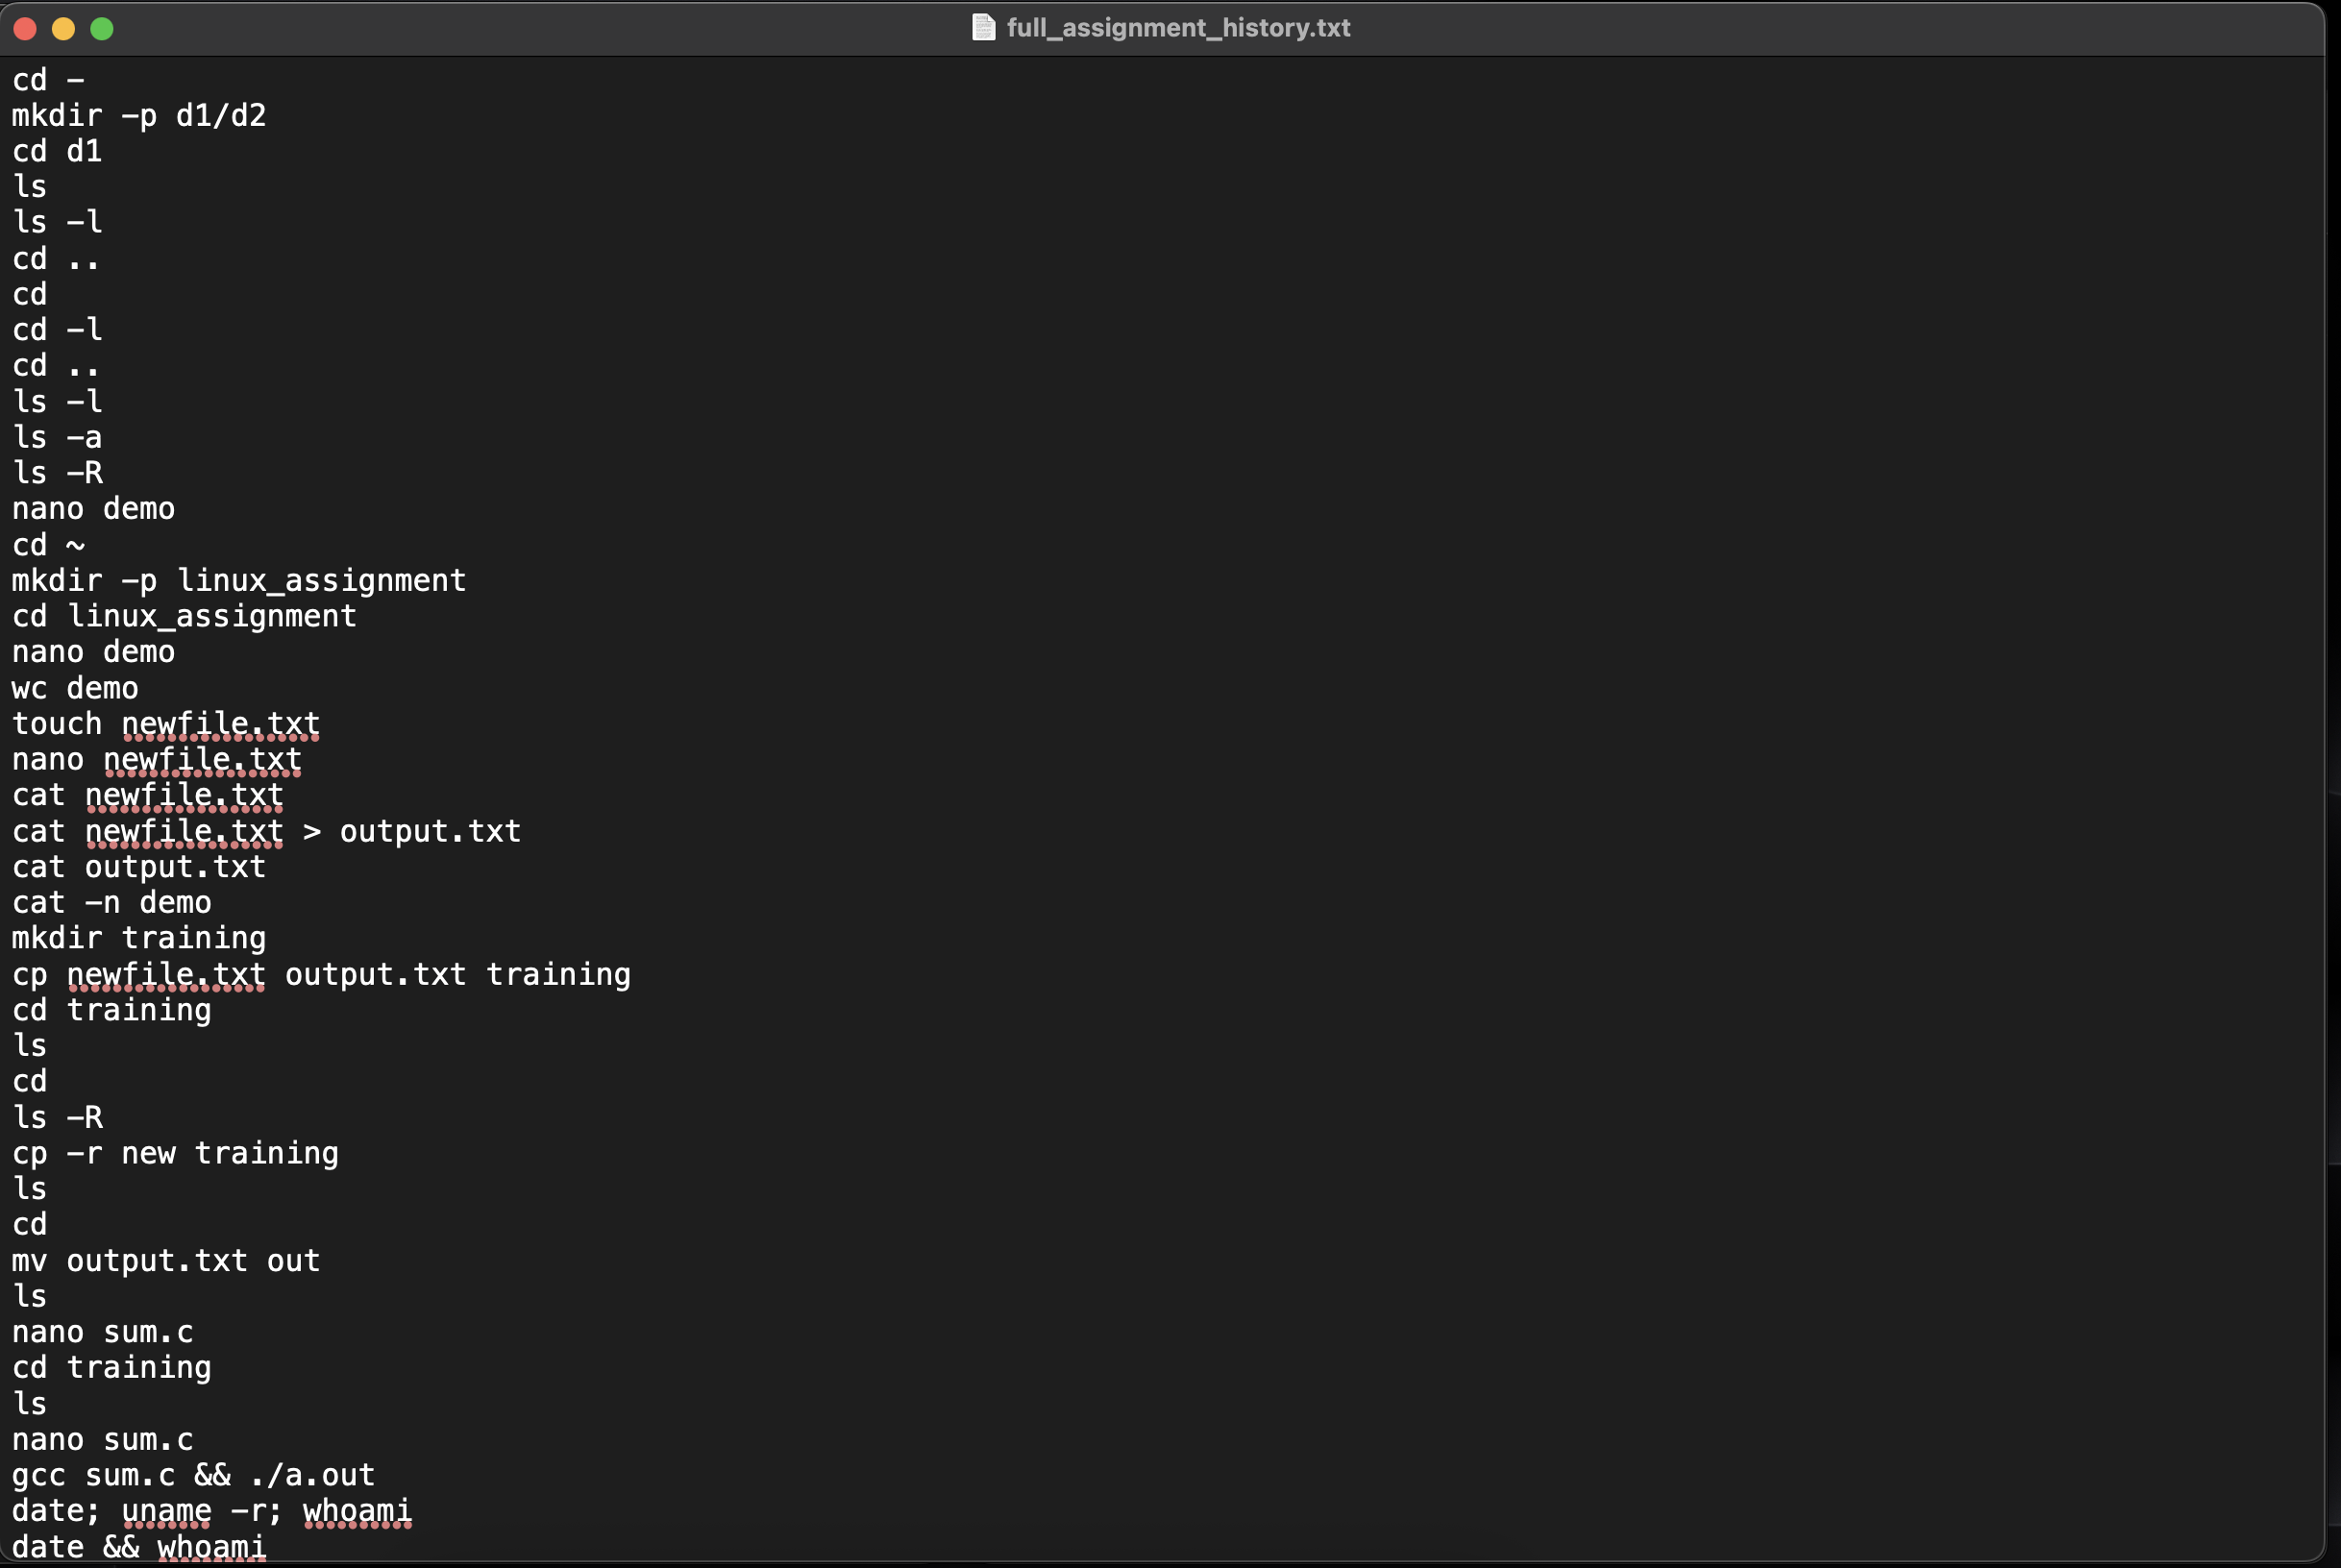 full_assignment_history.txt
cd -
mkdir -p d1/d2
cd d1
ls
ls -l
cd ..
cd
cd -l
cd ..
ls -l
ls -a
ls -R
nano demo
cd ~
mkdir -p linux_assignment
cd linux_assignment
nano demo
wc demo
touch newfile.txt
nano newfile.txt
cat newfile.txt
cat newfile.txt > output.txt
cat output.txt
cat -n demo
mkdir training
cp newfile.txt output.txt training
cd training
ls
cd
ls -R
cp -r new training
ls
cd
mv output.txt out
ls
nano sum.c
cd training
ls
nano sum.c
gcc sum.c && ./a.out
date; uname -r; whoami
date && whoami